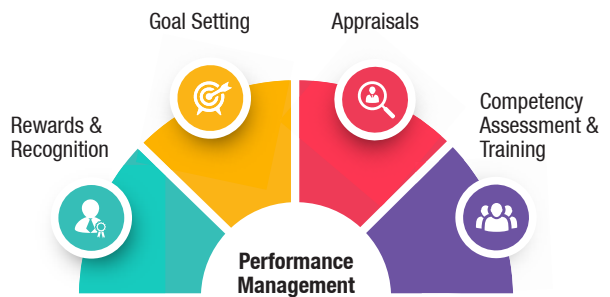 Goal Setting
Appraisals
Rewards &
Recognition
Competency
Assessment &
Training
Performance
Management